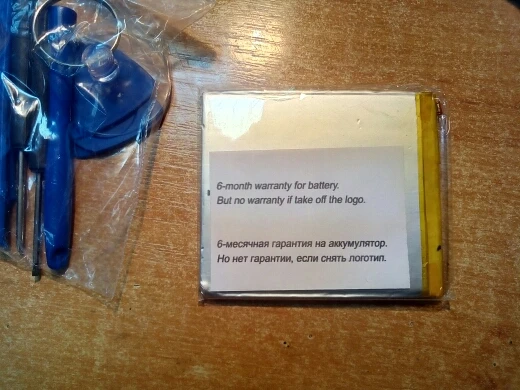 6-month warranty for battery.
But no warranty if take off the logo.
6-месячная гарантия на аккумулятор.
Но нет гарантии, если снять логотип.